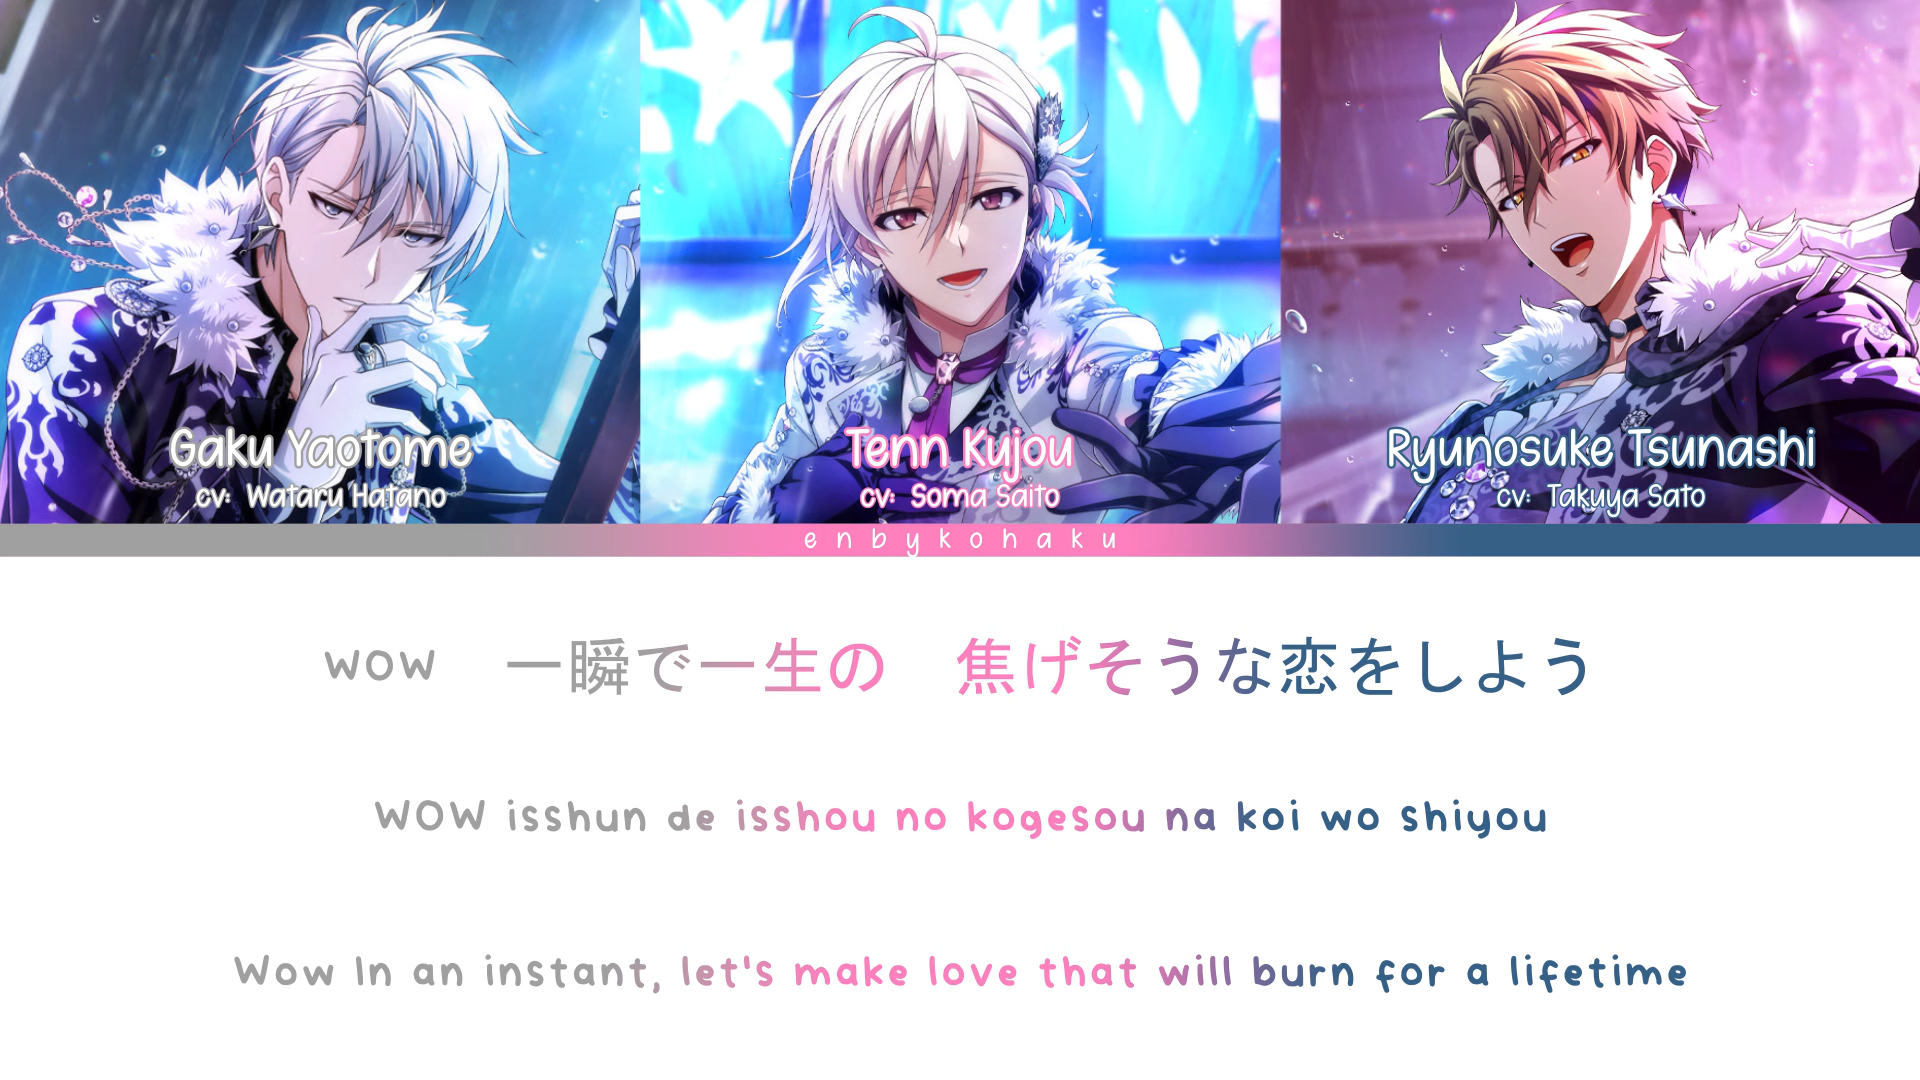 Gaku Yaotome
cv: Wataru Hatano
Tenn Kujou
cv: Soma Saito
Ryunosuke Tsunashi
cv: Takuya Sato
enbykohaku
WOW 一瞬で一生の 焦げそうな恋をしよう
WOW isshun de isshou no kogesou na koi wo shiyou
Wow In an instant, let's make love that will burn for a lifetime